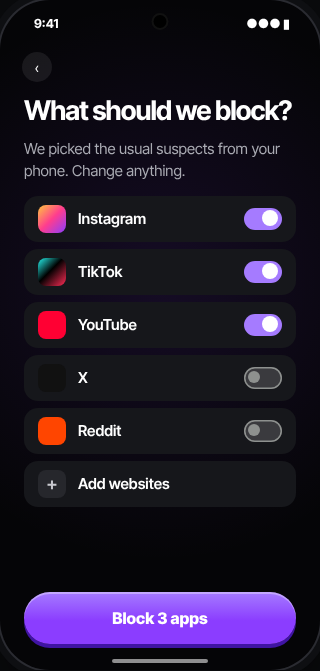 9:41
‹
What should we block?
We picked the usual suspects from your
phone. Change anything.
Instagram
TikTok
YouTube
X
Reddit
+ Add websites
Block 3 apps